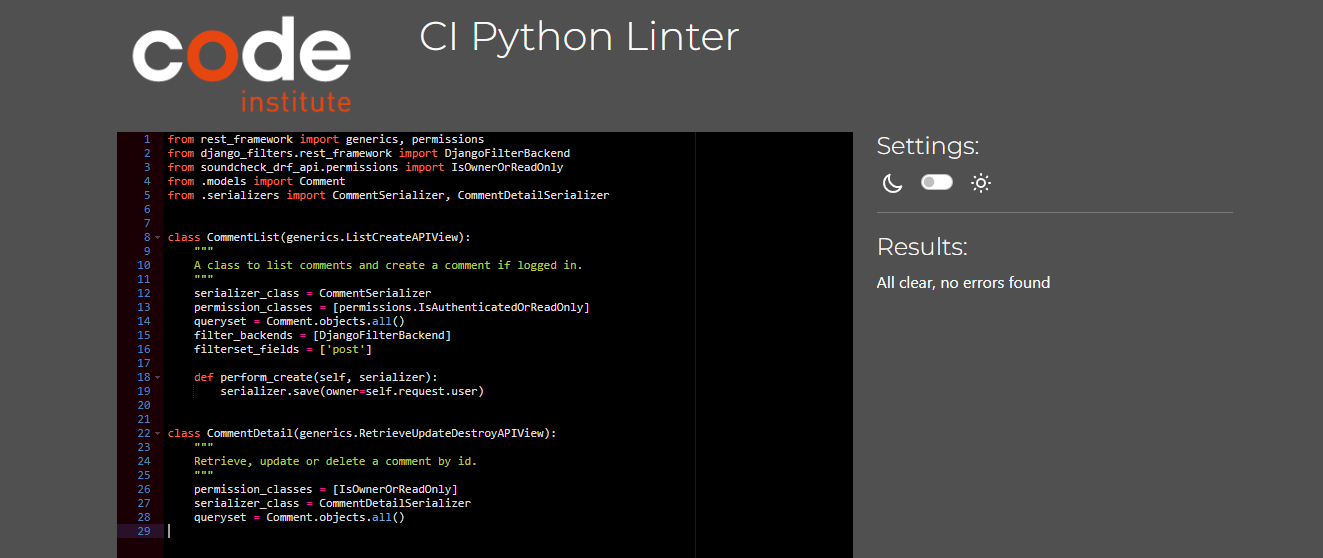 code
institute
CI Python Linter
1 from rest_framework import generics, permissions
2 from django_filters.rest_framework import DjangoFilterBackend
3 from soundcheck_drf_api.permissions import IsOwnerOrReadOnly
4 from .models import Comment
5 from .serializers import CommentSerializer, CommentDetailSerializer
6
7
8 class CommentList(generics.ListCreateAPIView):
9     """
10     A class to list comments and create a comment if logged in.
11     """
12     serializer_class = CommentSerializer
13     permission_classes = [permissions.IsAuthenticatedOrReadOnly]
14     queryset = Comment.objects.all()
15     filter_backends = [DjangoFilterBackend]
16     filterset_fields = ['post']
17
18     def perform_create(self, serializer):
19         serializer.save(owner=self.request.user)
20
21
22 class CommentDetail(generics.RetrieveUpdateDestroyAPIView):
23     """
24     Retrieve, update or delete a comment by id.
25     """
26     permission_classes = [IsOwnerOrReadOnly]
27     serializer_class = CommentDetailSerializer
28     queryset = Comment.objects.all()
29
Settings:
Results:
All clear, no errors found